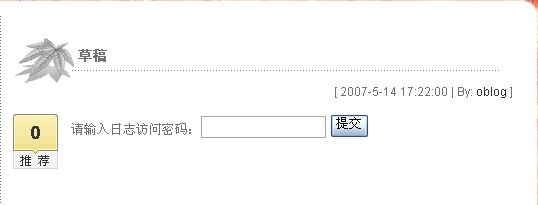 草稿
[ 2007-5-14 17:22:00 | By: oblog ]
0
推 荐
请输入日志访问密码：
提交